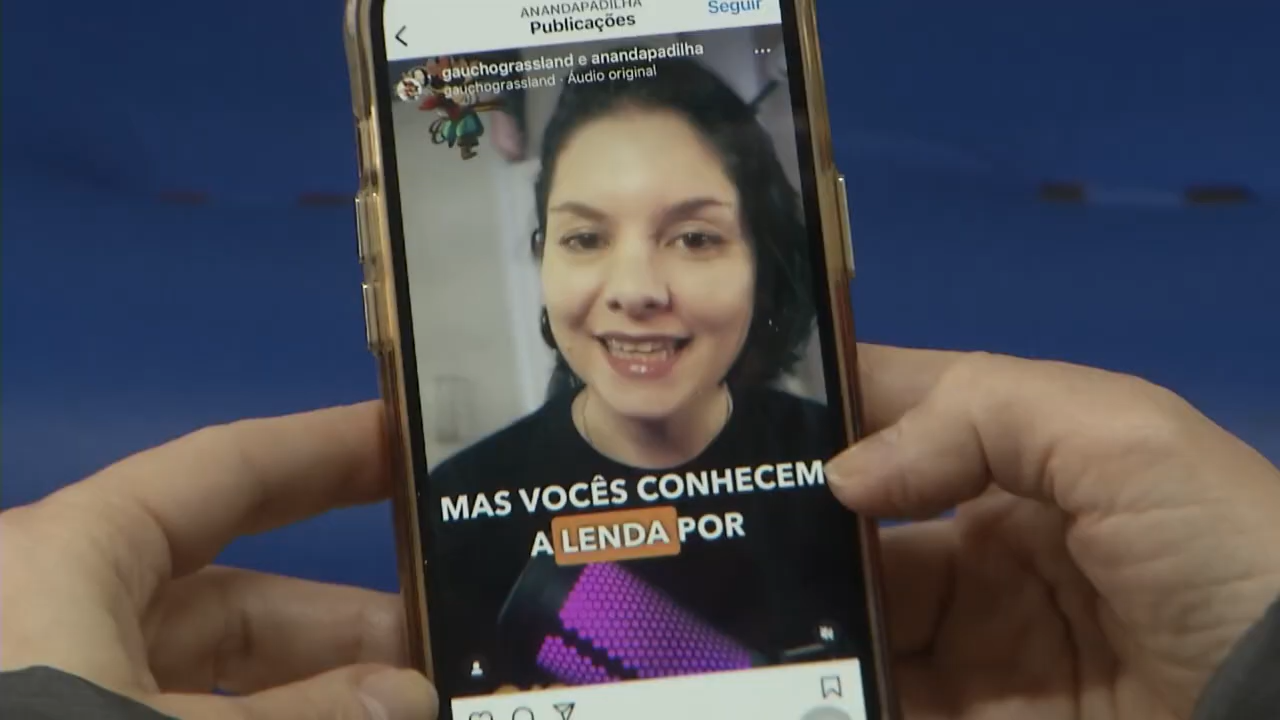 ANANDAPADILHA
Publicações
Seguir
gauchograssland e anandapadilha
gauchograssland · Áudio original
MAS VOCÊS CONHECEM
A LENDA POR